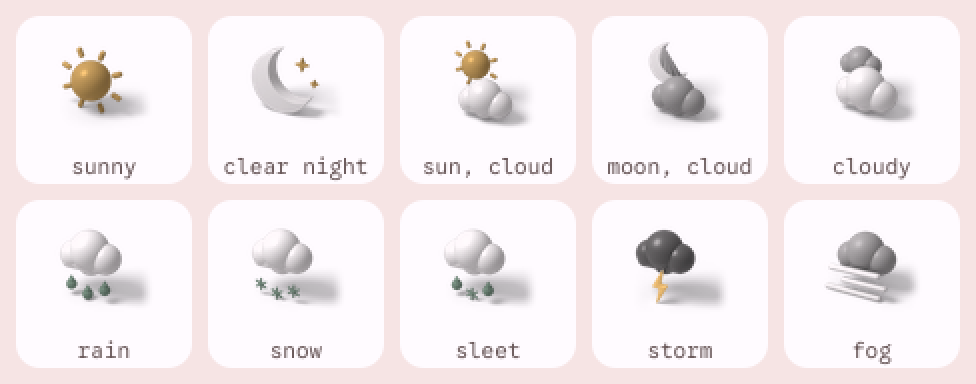 sunny
clear night
sun, cloud
moon, cloud
cloudy
rain
snow
sleet
storm
fog